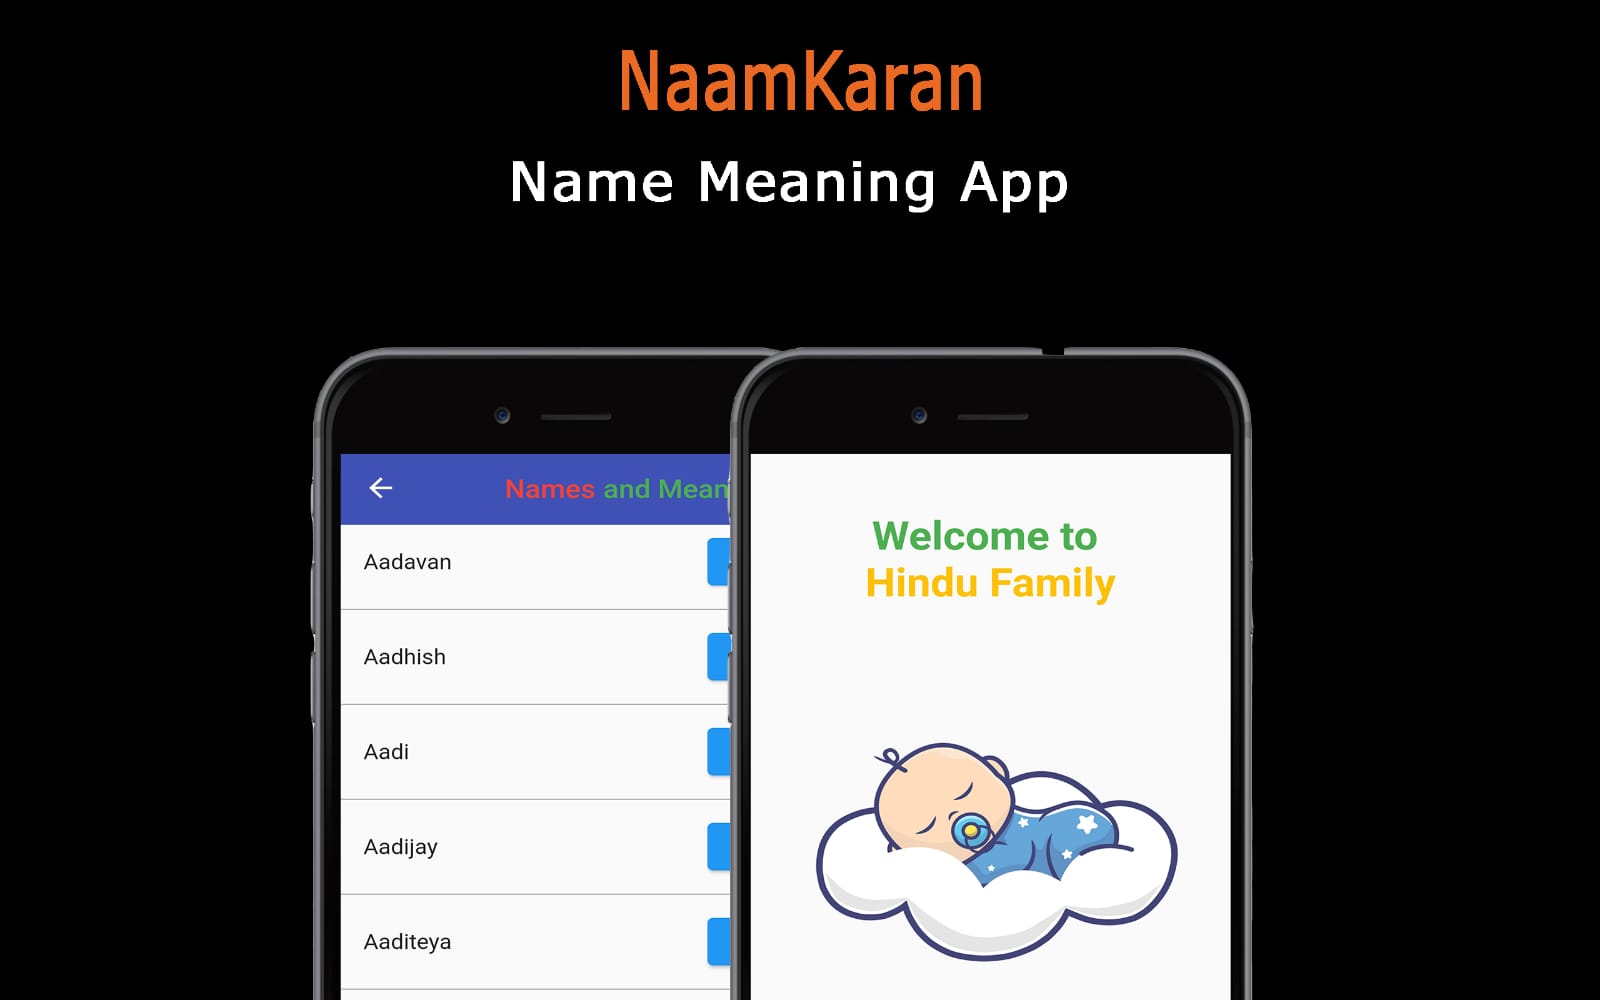 NaamKaran
Name Meaning App
Names and Mean
Aadavan
Aadhish
Aadi
Aadijay
Aaditeya
Welcome to
Hindu Family